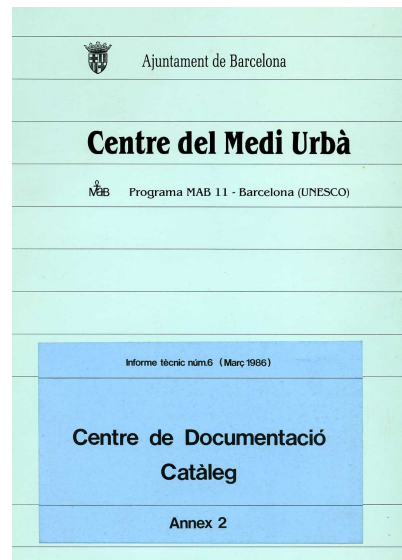 Ajuntament de Barcelona
Centre del Medi Urbà
MAB Programa MAB 11 - Barcelona (UNESCO)
Informe tècnic núm.6 (Març 1986)
Centre de Documentació
Catàleg
Annex 2